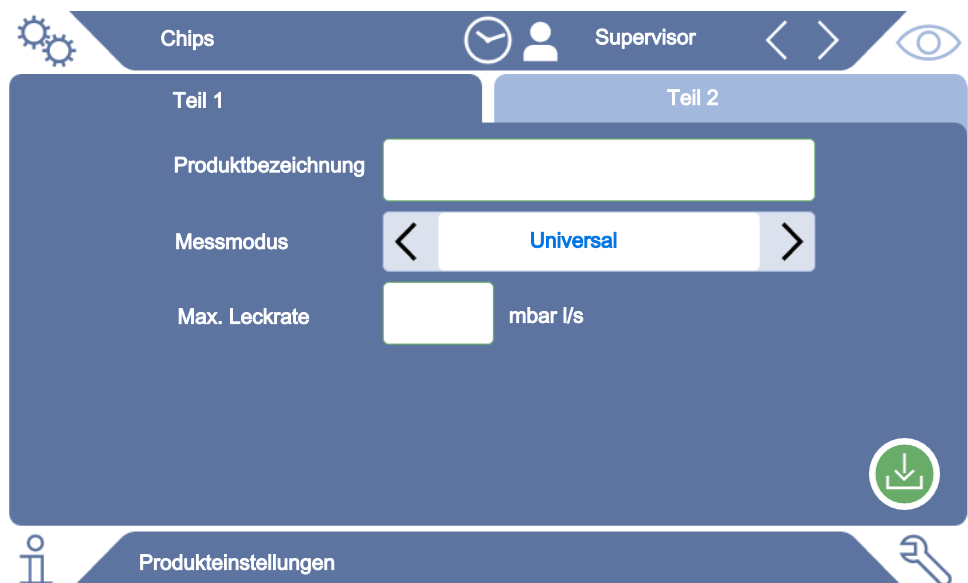 Chips
Supervisor
Teil 1
Teil 2
Produktbezeichnung
Messmodus
Universal
Max. Leckrate
mbar l/s
Produkteinstellungen